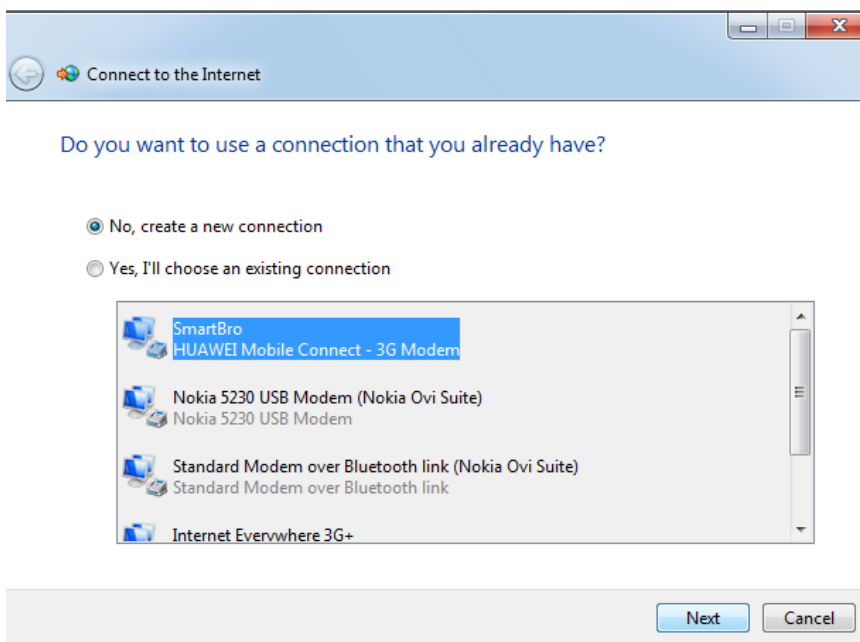 Connect to the Internet
Do you want to use a connection that you already have?
No, create a new connection
Yes, I'll choose an existing connection
SmartBro
HUAWEI Mobile Connect - 3G Modem
Nokia 5230 USB Modem (Nokia Ovi Suite)
Nokia 5230 USB Modem
Standard Modem over Bluetooth link (Nokia Ovi Suite)
Standard Modem over Bluetooth link
Internet Everywhere 3G+
Next Cancel